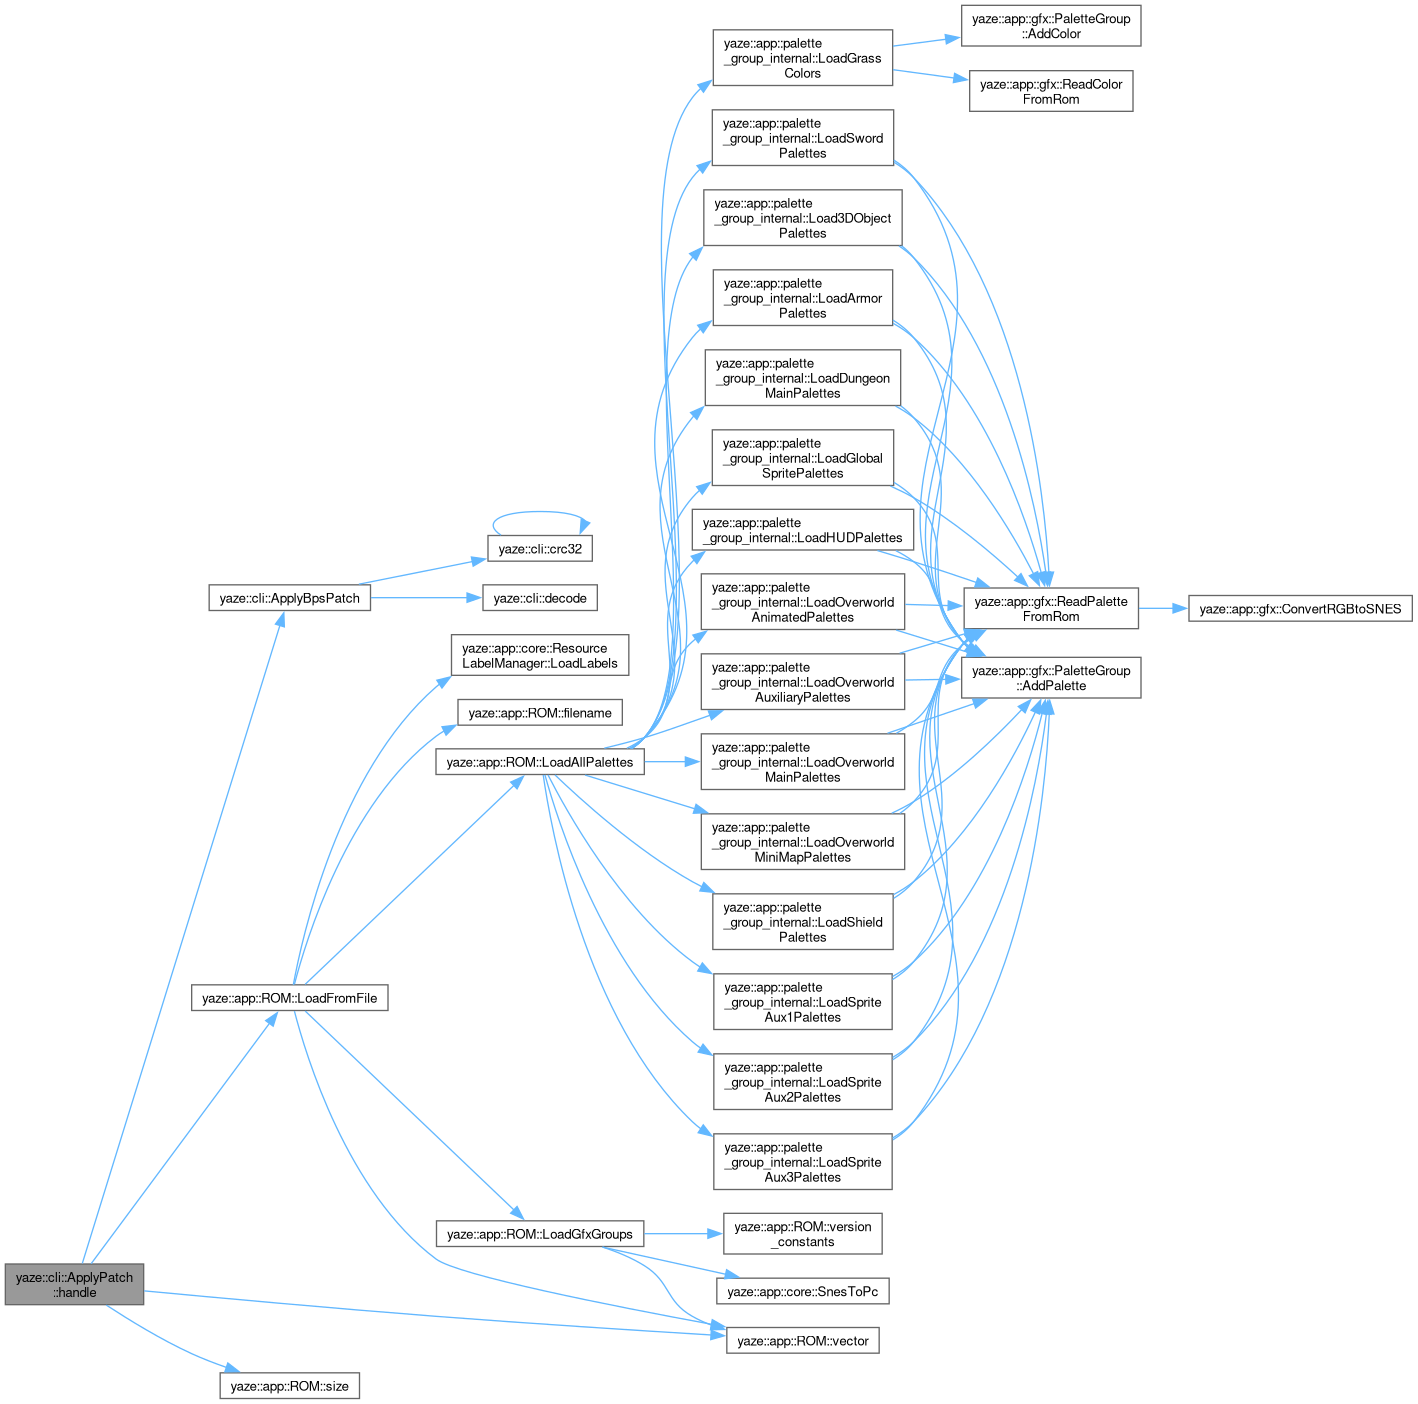 yaze::app::gfx::PaletteGroup
::AddColor
yaze::app::palette
_group_internal::LoadGrass
Colors
yaze::app::gfx::ReadColor
FromRom
yaze::app::palette
_group_internal::LoadSword
Palettes
yaze::app::palette
_group_internal::Load3DObject
Palettes
yaze::app::palette
_group_internal::LoadArmor
Palettes
yaze::app::palette
_group_internal::LoadDungeon
MainPalettes
yaze::app::palette
_group_internal::LoadGlobal
SpritePalettes
yaze::app::palette
_group_internal::LoadHUDPalettes
yaze::cli::crc32
yaze::cli::ApplyBpsPatch
yaze::cli::decode
yaze::app::palette
_group_internal::LoadOverworld
AnimatedPalettes
yaze::app::gfx::ReadPalette
FromRom
yaze::app::gfx::ConvertRGBtoSNES
yaze::app::core::Resource
LabelManager::LoadLabels
yaze::app::palette
_group_internal::LoadOverworld
AuxiliaryPalettes
yaze::app::gfx::PaletteGroup
::AddPalette
yaze::app::ROM::filename
yaze::app::ROM::LoadAllPalettes
yaze::app::palette
_group_internal::LoadOverworld
MainPalettes
yaze::app::palette
_group_internal::LoadOverworld
MiniMapPalettes
yaze::app::palette
_group_internal::LoadShield
Palettes
yaze::app::ROM::LoadFromFile
yaze::app::palette
_group_internal::LoadSprite
Aux1Palettes
yaze::app::palette
_group_internal::LoadSprite
Aux2Palettes
yaze::app::palette
_group_internal::LoadSprite
Aux3Palettes
yaze::app::ROM::LoadGfxGroups
yaze::app::ROM::version
_constants
yaze::cli::ApplyPatch
::handle
yaze::app::core::SnesToPc
yaze::app::ROM::vector
yaze::app::ROM::size